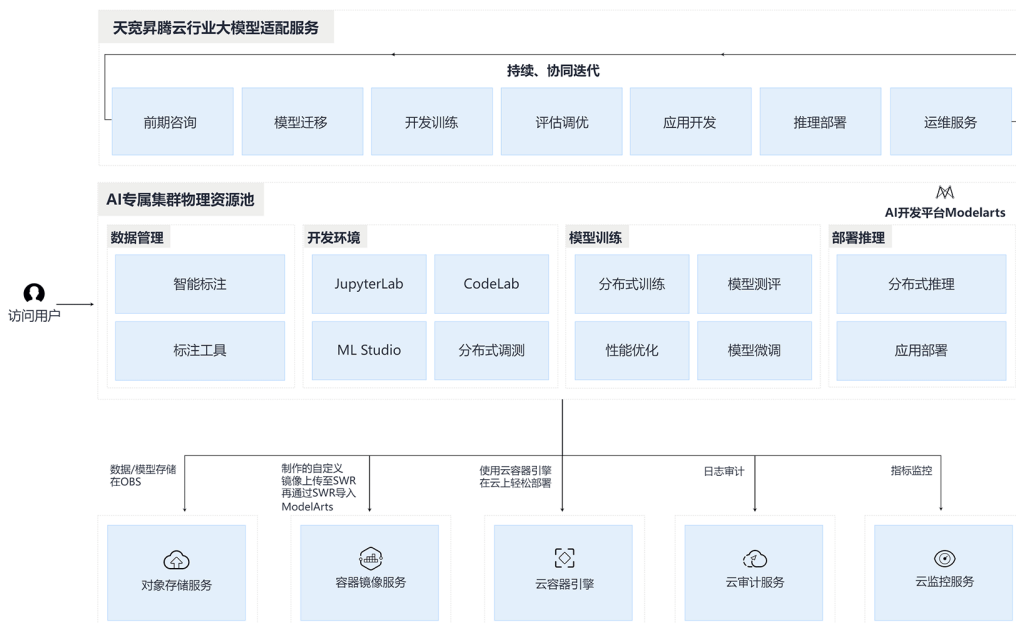 天宽昇腾云行业大模型适配服务
持续、协同迭代
前期咨询
模型迁移
开发训练
评估调优
应用开发
推理部署
运维服务
AI专属集群物理资源池
AI开发平台Modelarts
数据管理
智能标注
标注工具
开发环境
JupyterLab
CodeLab
ML Studio
分布式调测
模型训练
分布式训练
模型测评
性能优化
模型微调
部署推理
分布式推理
应用部署
访问用户
数据/模型存储
在OBS
制作的自定义
镜像上传至SWR
再通过SWR导入
ModelArts
使用云容器引擎
在云上轻松部署
日志审计
指标监控
对象存储服务
容器镜像服务
云容器引擎
云审计服务
云监控服务